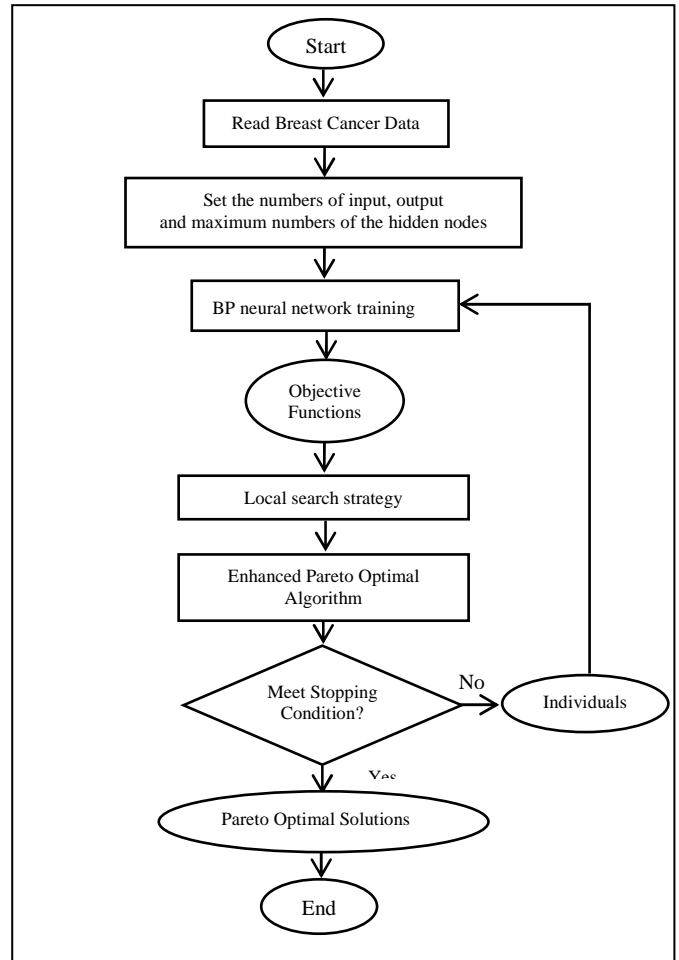 Start
Read Breast Cancer Data
Set the numbers of input, output
and maximum numbers of the hidden nodes
BP neural network training
Objective
Functions
Local search strategy
Enhanced Pareto Optimal
Algorithm
Meet Stopping
Condition?
No
Individuals
Yes
Pareto Optimal Solutions
End